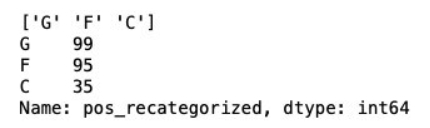 ['G' 'F' 'C']
G    99
F    95
C    35
Name: pos_recategorized, dtype: int64